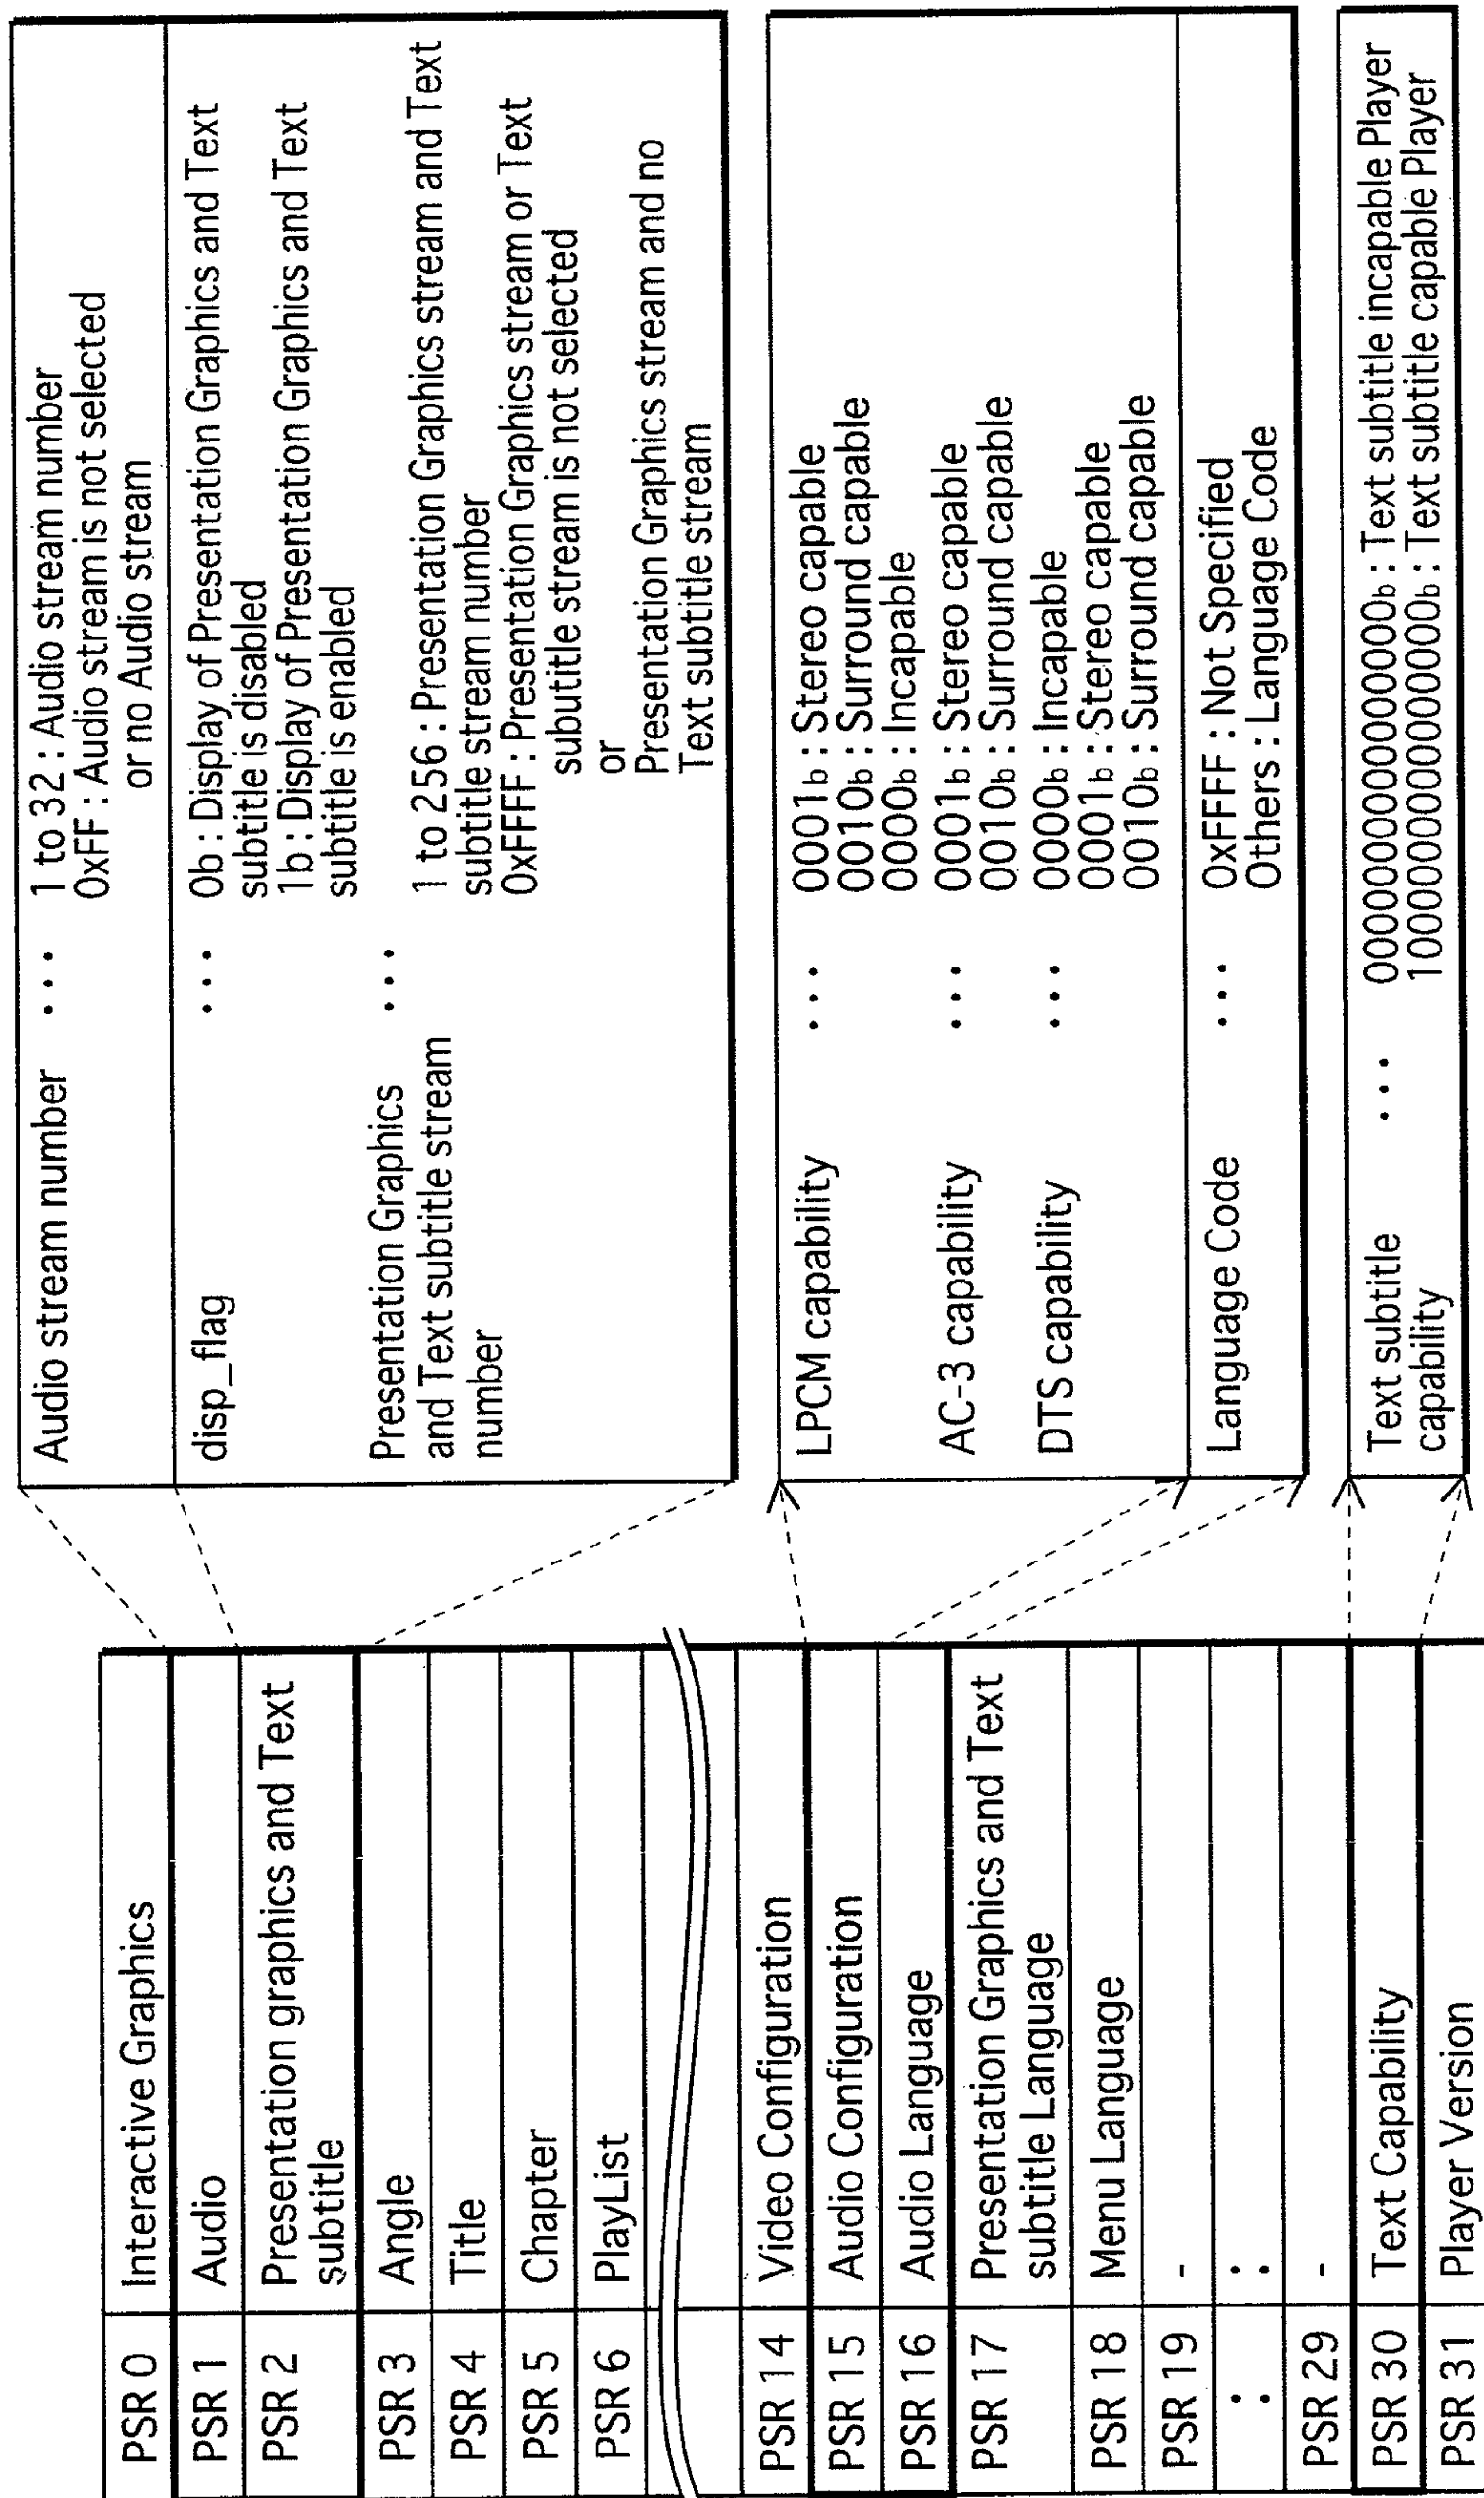 PSR 0 Interactive Graphics
PSR 1 Audio
PSR 2 Presentation graphics and Text
subtitle
PSR 3 Angle
PSR 4 Title
PSR 5 Chapter
PSR 6 PlayList
PSR 14 Video Configuration
PSR 15 Audio Configuration
PSR 16 Audio Language
PSR 17 Presentation Graphics and Text
subtitle Language
PSR 18 Menu Language
PSR 19 -
: :
PSR 29 -
PSR 30 Text Capability
PSR 31 Player Version
Audio stream number ... 1 to 32 : Audio stream number
0xFF : Audio stream is not selected
or no Audio stream
disp_flag ... 0b : Display of Presentation Graphics and Text
subtitle is disabled
1b : Display of Presentation Graphics and Text
subtitle is enabled
Presentation Graphics ... 1 to 256 : Presentation Graphics stream and Text
and Text subtitle stream subtitle stream number
number 0xFFF : Presentation Graphics stream or Text
subutitle stream is not selected
or
Presentation Graphics stream and no
Text subtitle stream
LPCM capability ... 0001b : Stereo capable
0010b : Surround capable
0000b : Incapable
AC-3 capability ... 0001b : Stereo capable
0010b : Surround capable
DTS capability ... 0000b : Incapable
0001b : Stereo capable
0010b : Surround capable
Language Code ... 0xFFFF : Not Specified
Others : Language Code
Text subtitle ... 00000000000000000b : Text subtitle incapable Player
capability 10000000000000000b : Text subtitle capable Player